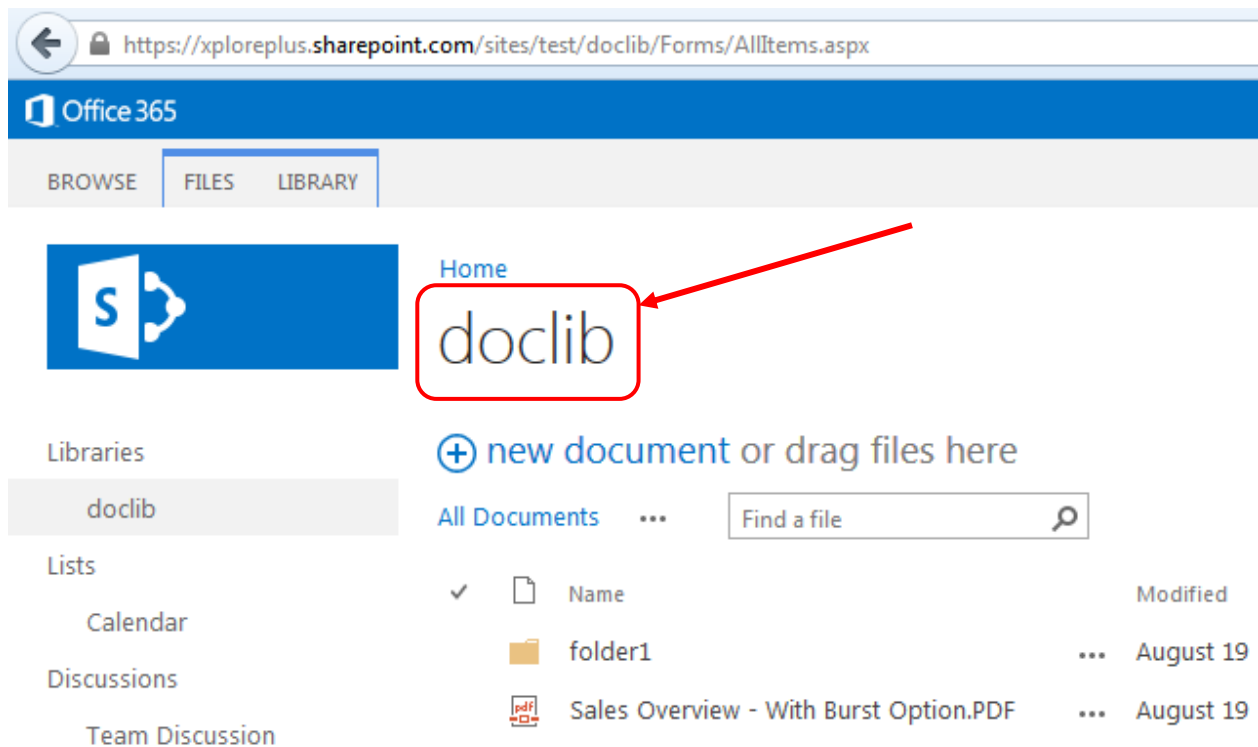 https://xploreplus.sharepoint.com/sites/test/doclib/Forms/AllItems.aspx
Office 365
BROWSE FILES LIBRARY
S
Home
doclib
Libraries
doclib
Lists
Calendar
Discussions
Team Discussion
new document or drag files here
All Documents ... Find a file
Name Modified
folder1 ... August 19
pdf Sales Overview - With Burst Option.PDF ... August 19